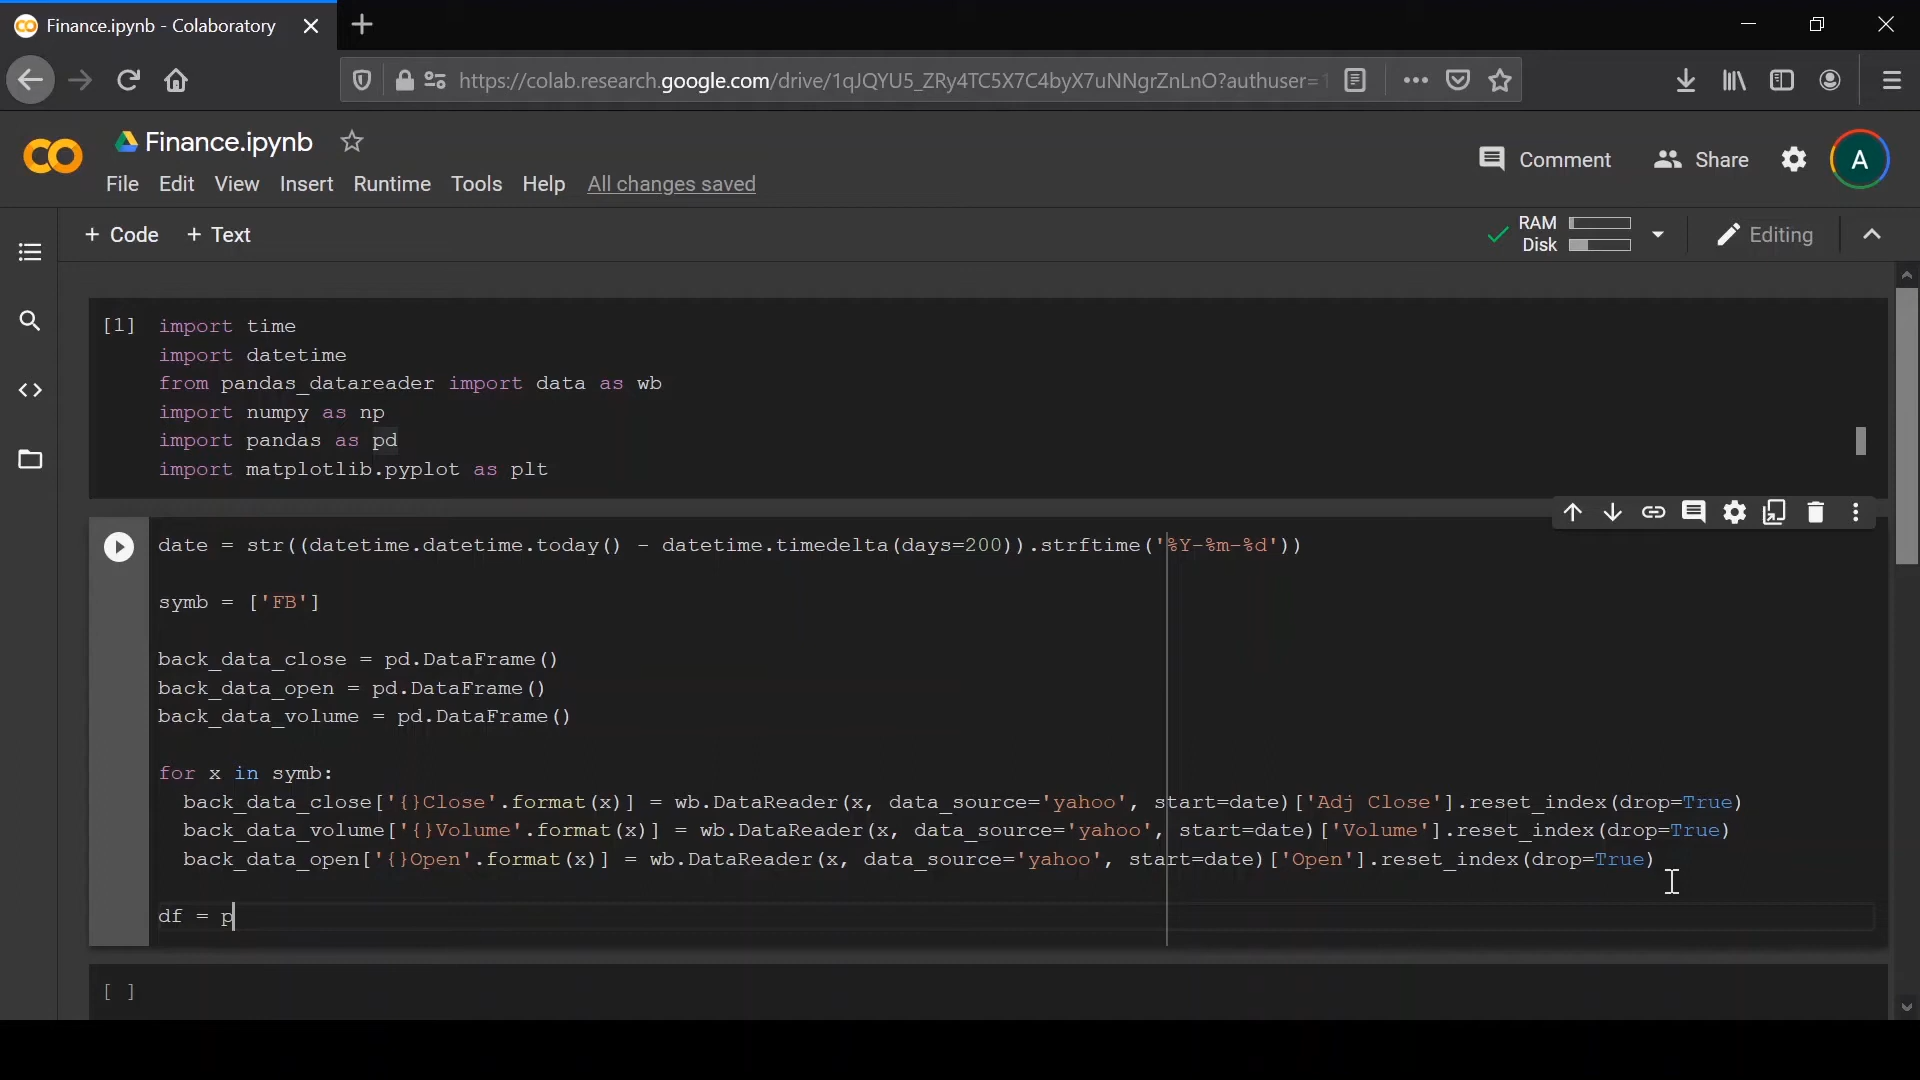 Finance.ipynb - Colaboratory
https://colab.research.google.com/drive/1qJQYU5_ZRy4TC5X7C4byX7uNNgrZnLnO?authuser=1
Finance.ipynb
Comment Share A
File Edit View Insert Runtime Tools Help All changes saved
+ Code + Text
RAM
Disk
Editing
[1] import time
import datetime
from pandas_datareader import data as wb
import numpy as np
import pandas as pd
import matplotlib.pyplot as plt
date = str((datetime.datetime.today() - datetime.timedelta(days=200)).strftime('%Y-%m-%d'))
symb = ['FB']
back_data_close = pd.DataFrame()
back_data_open = pd.DataFrame()
back_data_volume = pd.DataFrame()
for x in symb:
back_data_close['{}Close'.format(x)] = wb.DataReader(x, data_source='yahoo', start=date)['Adj Close'].reset_index(drop=True)
back_data_volume['{}Volume'.format(x)] = wb.DataReader(x, data_source='yahoo', start=date)['Volume'].reset_index(drop=True)
back_data_open['{}Open'.format(x)] = wb.DataReader(x, data_source='yahoo', start=date)['Open'].reset_index(drop=True)
df = p
[ ]